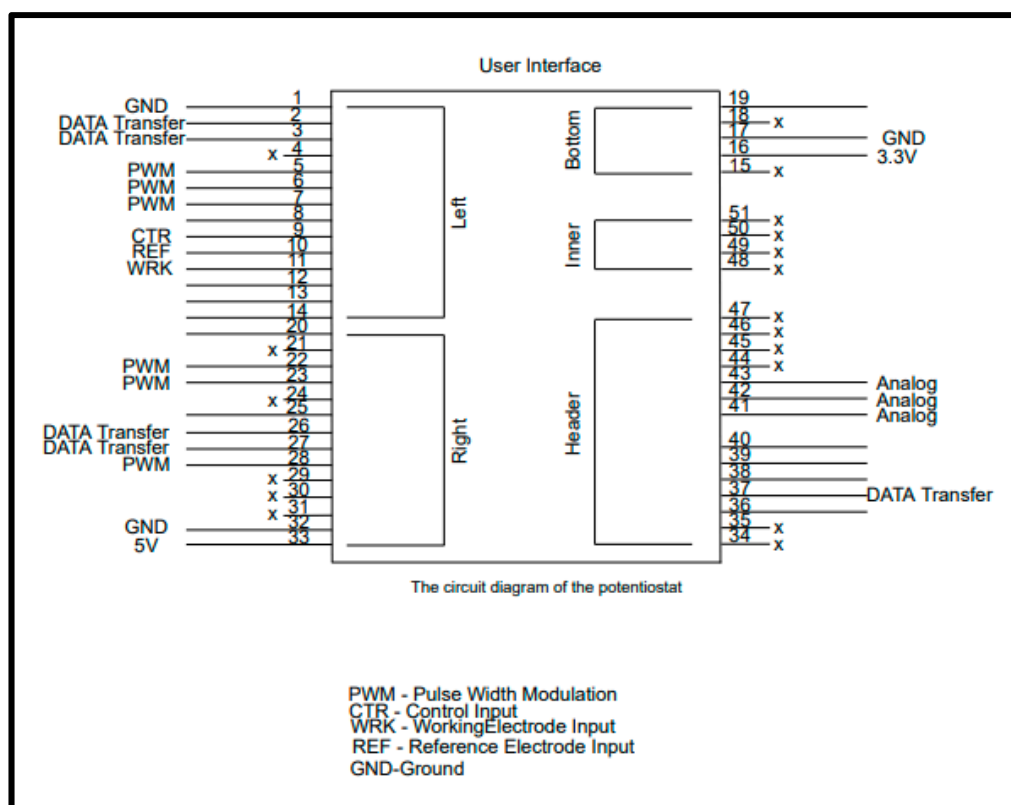 User Interface
GND 1
DATA Transfer 2
DATA Transfer 3
x 4
PWM 5
PWM 6
PWM 7
8
CTR 9
REF 10
WRK 11
12
13
14
20
x 21
PWM 22
PWM 23
x 24
25
DATA Transfer 26
DATA Transfer 27
PWM 28
x 29
x 30
x 31
GND 32
5V 33
Left
Right
Bottom
Inner
Header
19
18 x
17 GND
16 3.3V
15 x
51 x
50 x
49 x
48 x
47 x
46 x
45 x
44 x
43 Analog
42 Analog
41 Analog
40
39
38
37 DATA Transfer
36
35 x
34 x
The circuit diagram of the potentiostat
PWM - Pulse Width Modulation
CTR - Control Input
WRK - WorkingElectrode Input
REF - Reference Electrode Input
GND-Ground